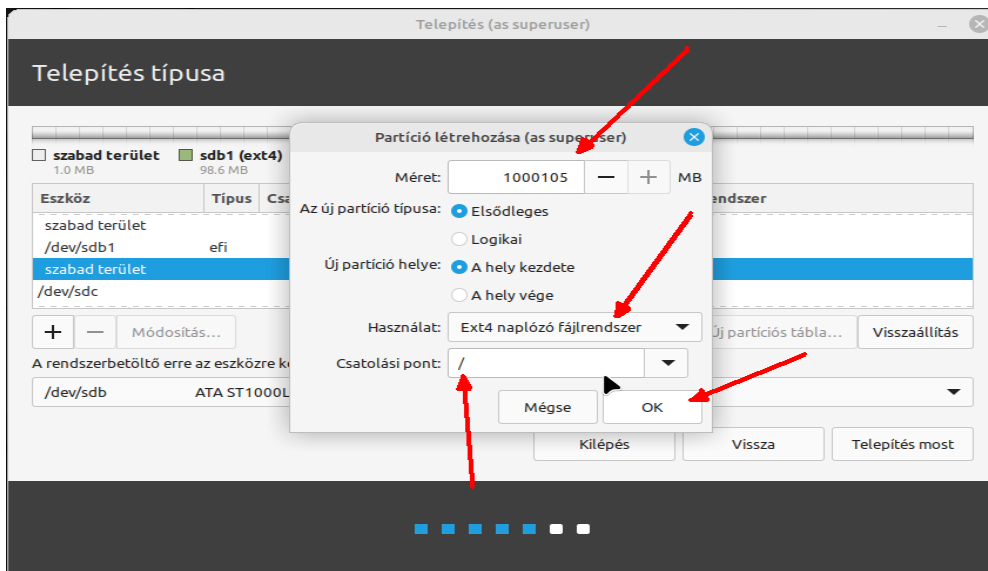 Telepítés (as superuser)
Telepítés típusa
szabad terület sdb1 (ext4)
1.0 MB 98.6 MB
Eszköz Típus Csa endszer
szabad terület
/dev/sdb1 efi
szabad terület
/dev/sdc
+ — Módosítás... Új partíciós tábla... Visszaállítás
A rendszerbetöltő erre az eszközre k
/dev/sdb ATA ST1000L
Kilépés Vissza Telepítés most
Partíció létrehozása (as superuser)
Méret: 1000105 — + MB
Az új partíció típusa: Elsődleges
Logikai
Új partíció helye: A hely kezdete
A hely vége
Használat: Ext4 naplózó fájlrendszer
Csatolási pont: /
Mégse OK